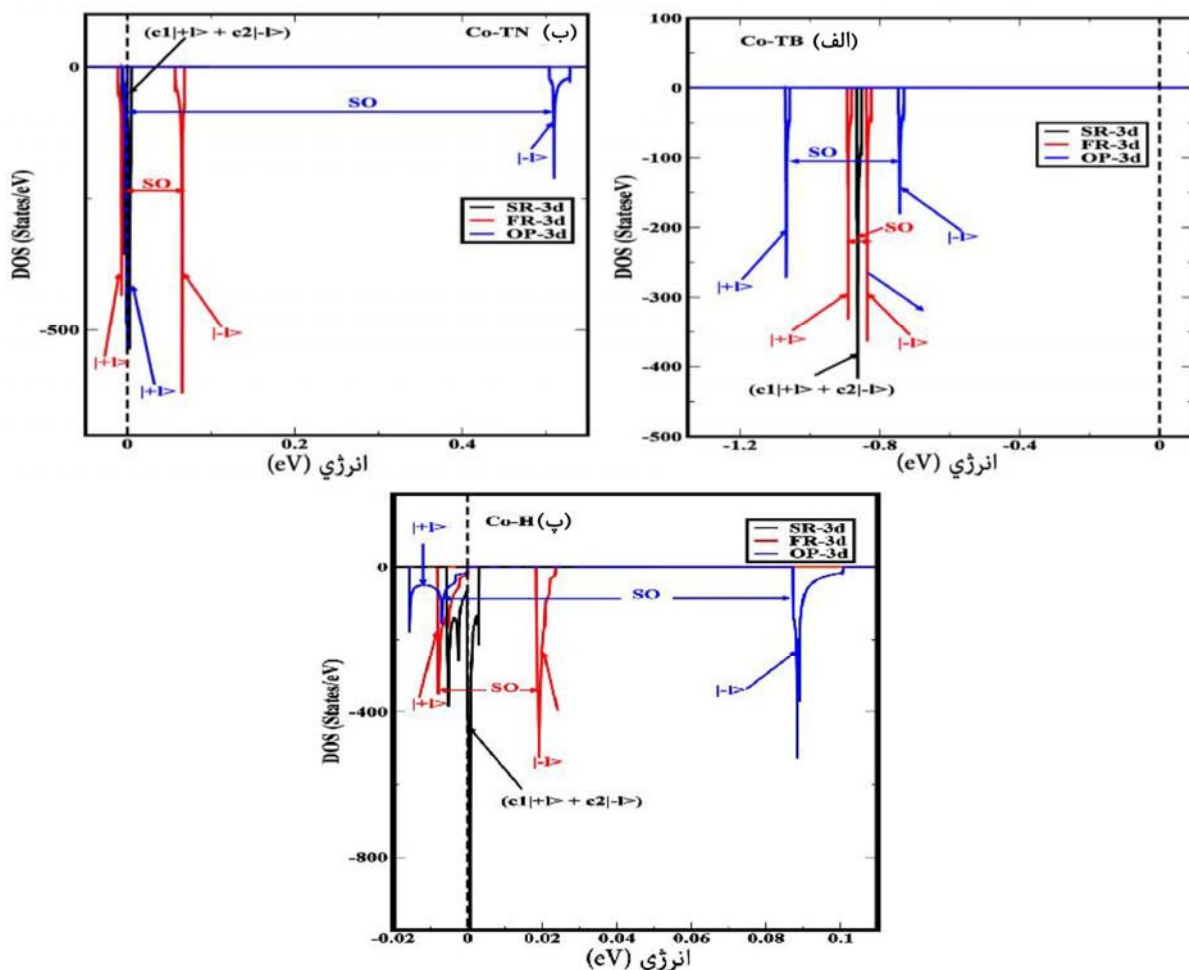 (c1|+l> + c2|-l>)
Co-TN (ب)
0
SO
|-l>
SO
SR-3d
FR-3d
OP-3d
-500
|-l>
|+l>
|+l>
DOS (States/eV)
0
0.2
0.4
انرژي (eV)
100
Co-TB (الف)
0
SR-3d
FR-3d
OP-3d
-100
SO
-200
SO
|-l>
|+l>
-300
|+l>
|-l>
-400
(c1|+l> + c2|-l>)
-500
DOS (StateseV)
-1.2
-0.8
-0.4
0
انرژي (eV)
|+l>
Co-H (پ)
SR-3d
FR-3d
OP-3d
0
SO
SO
|-l>
|+l>
-400
|-l>
(c1|+l> + c2|-l>)
-800
DOS (States/eV)
-0.02
0
0.02
0.04
0.06
0.08
0.1
انرژي (eV)